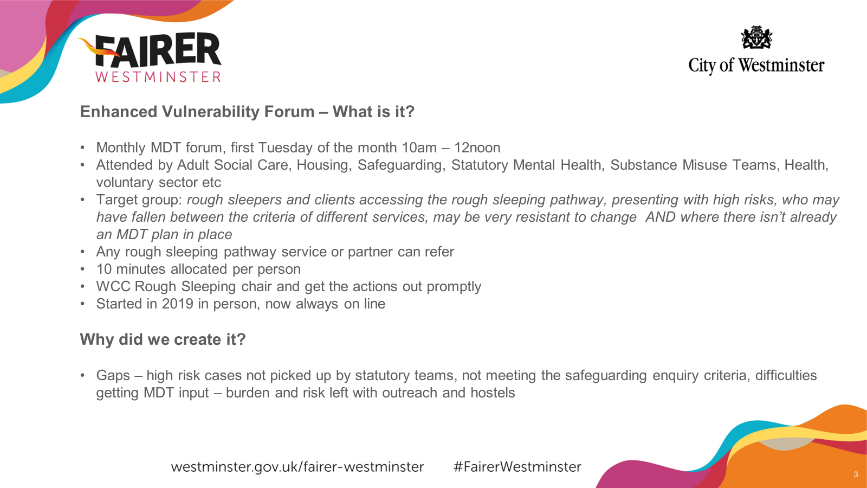 FAIRER
WESTMINSTER
City of Westminster
Enhanced Vulnerability Forum – What is it?
• Monthly MDT forum, first Tuesday of the month 10am – 12noon
• Attended by Adult Social Care, Housing, Safeguarding, Statutory Mental Health, Substance Misuse Teams, Health,
voluntary sector etc
• Target group: rough sleepers and clients accessing the rough sleeping pathway, presenting with high risks, who may
have fallen between the criteria of different services, may be very resistant to change AND where there isn't already
an MDT plan in place
• Any rough sleeping pathway service or partner can refer
• 10 minutes allocated per person
• WCC Rough Sleeping chair and get the actions out promptly
• Started in 2019 in person, now always on line
Why did we create it?
• Gaps – high risk cases not picked up by statutory teams, not meeting the safeguarding enquiry criteria, difficulties
getting MDT input – burden and risk left with outreach and hostels
westminster.gov.uk/fairer-westminster #FairerWestminster
3